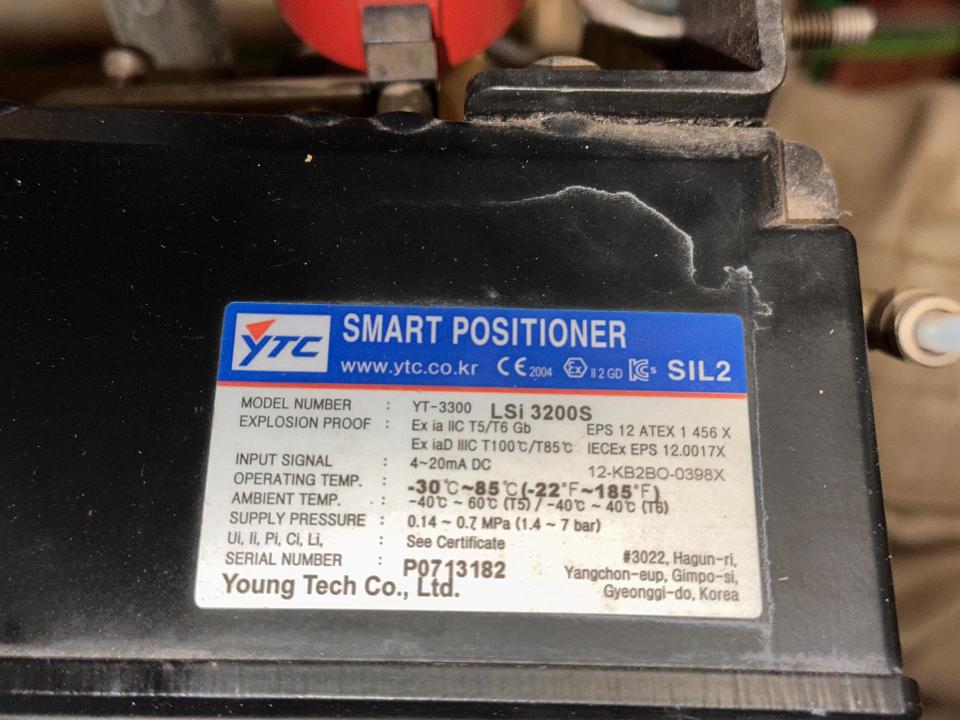 YTC SMART POSITIONER
www.ytc.co.kr CE 2004 Ex II 2 GD KCs SIL2
MODEL NUMBER : YT-3300 LSi 3200S
EXPLOSION PROOF : Ex ia IIC T5/T6 Gb EPS 12 ATEX 1 456 X
Ex iaD IIIC T100℃/T85℃ IECEx EPS 12.0017X
INPUT SIGNAL : 4~20mA DC 12-KB2BO-0398X
OPERATING TEMP. : -30℃~85℃(-22°F~185°F)
AMBIENT TEMP. : -40℃ ~ 60℃ (T5) / -40℃ ~ 40℃ (T6)
SUPPLY PRESSURE : 0.14 ~ 0.7 MPa (1.4 ~ 7 bar)
Ui, Ii, Pi, Ci, Li, : See Certificate
SERIAL NUMBER : P0713182
Young Tech Co., Ltd.
#3022, Hagun-ri,
Yangchon-eup, Gimpo-si,
Gyeonggi-do, Korea